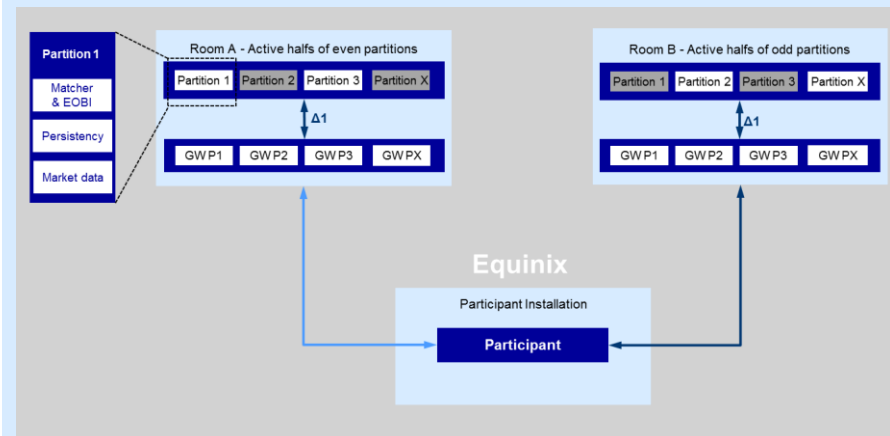 Partition 1
Matcher
& EOBI
Persistency
Market data
Room A - Active halfs of even partitions
Partition 1 Partition 2 Partition 3 Partition X
Δ1
GW P1 GW P2 GW P3 GW PX
Room B - Active halfs of odd partitions
Partition 1 Partition 2 Partition 3 Partition X
Δ1
GW P1 GW P2 GW P3 GW PX
Equinix
Participant Installation
Participant